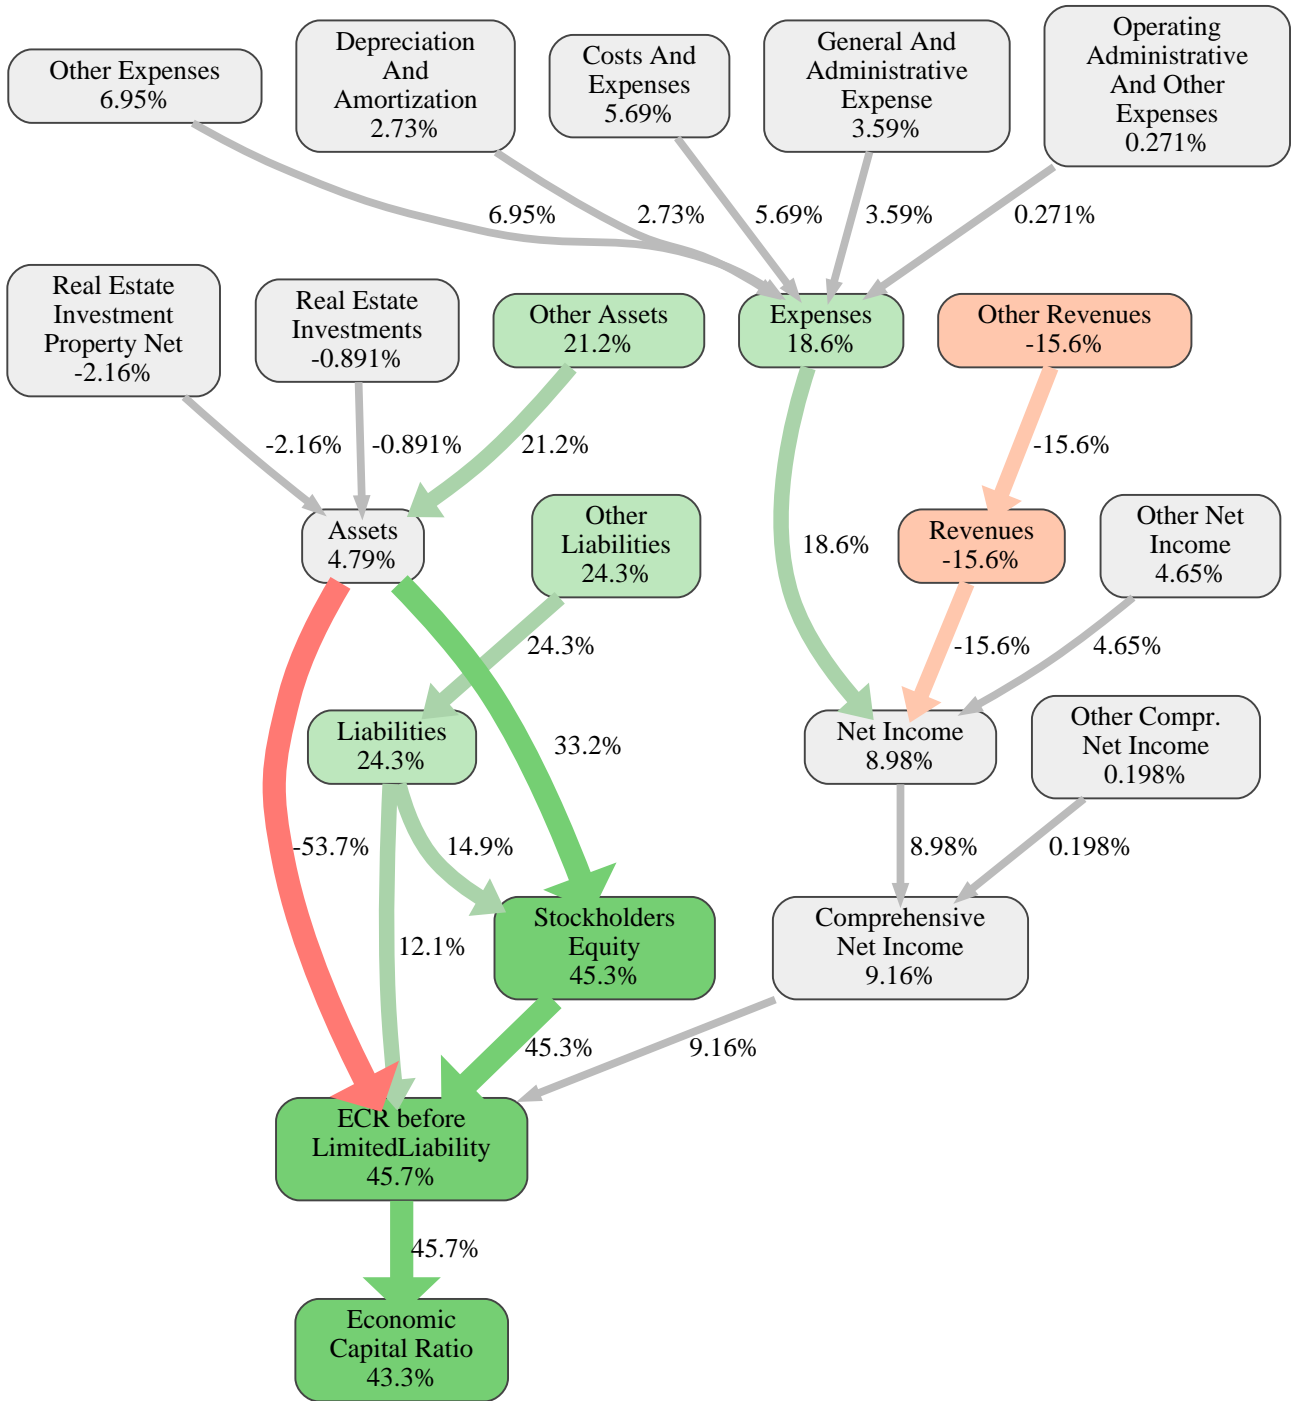 Other Expenses
6.95%
Depreciation
And
Amortization
2.73%
Costs And
Expenses
5.69%
General And
Administrative
Expense
3.59%
Operating
Administrative
And Other
Expenses
0.271%
6.95%
2.73%
5.69%
3.59%
0.271%
Real Estate
Investment
Property Net
-2.16%
Real Estate
Investments
-0.891%
Other Assets
21.2%
Expenses
18.6%
Other Revenues
-15.6%
-2.16%
-0.891%
21.2%
-15.6%
Assets
4.79%
Other
Liabilities
24.3%
18.6%
Revenues
-15.6%
Other Net
Income
4.65%
24.3%
-15.6%
4.65%
Liabilities
24.3%
33.2%
Net Income
8.98%
Other Compr.
Net Income
0.198%
-53.7%
14.9%
8.98%
0.198%
12.1%
Stockholders
Equity
45.3%
Comprehensive
Net Income
9.16%
45.3%
9.16%
ECR before
LimitedLiability
45.7%
45.7%
Economic
Capital Ratio
43.3%